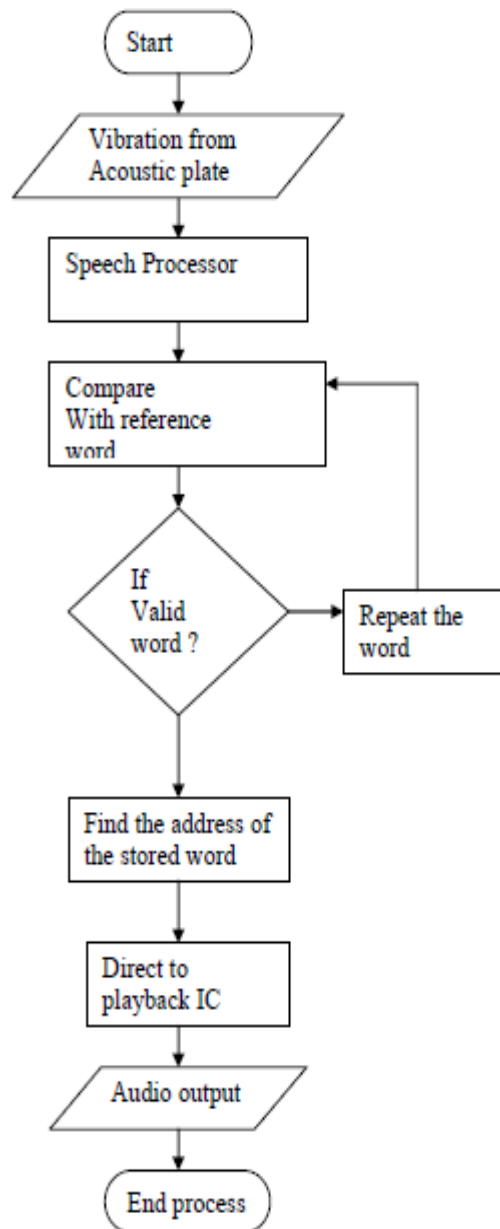 Start
Vibration from
Acoustic plate
Speech Processor
Compare
With reference
word
If
Valid
word ?
Repeat the
word
Find the address of
the stored word
Direct to
playback IC
Audio output
End process